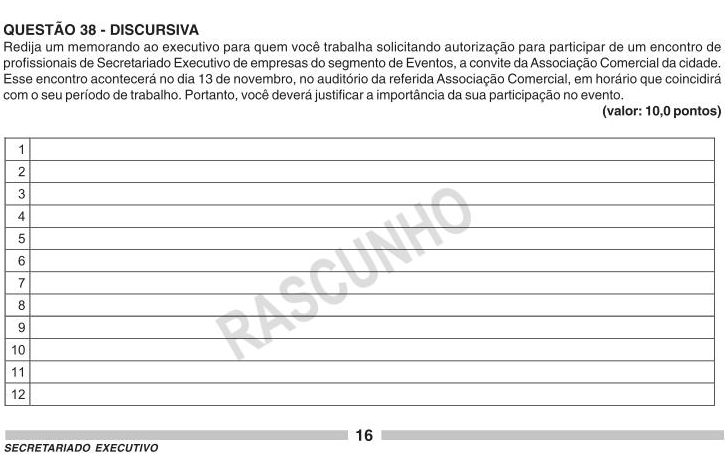 QUESTÃO 38 - DISCURSIVA
Redija um memorando ao executivo para quem você trabalha solicitando autorização para participar de um encontro de
profissionais de Secretariado Executivo de empresas do segmento de Eventos, a convite da Associação Comercial da cidade.
Esse encontro acontecerá no dia 13 de novembro, no auditório da referida Associação Comercial, em horário que coincidirá
com o seu período de trabalho. Portanto, você deverá justificar a importância da sua participação no evento.
(valor: 10,0 pontos)
1
2
3
4
5
6
7
8
9
10
11
12
RASCUNHO
16
SECRETARIADO EXECUTIVO